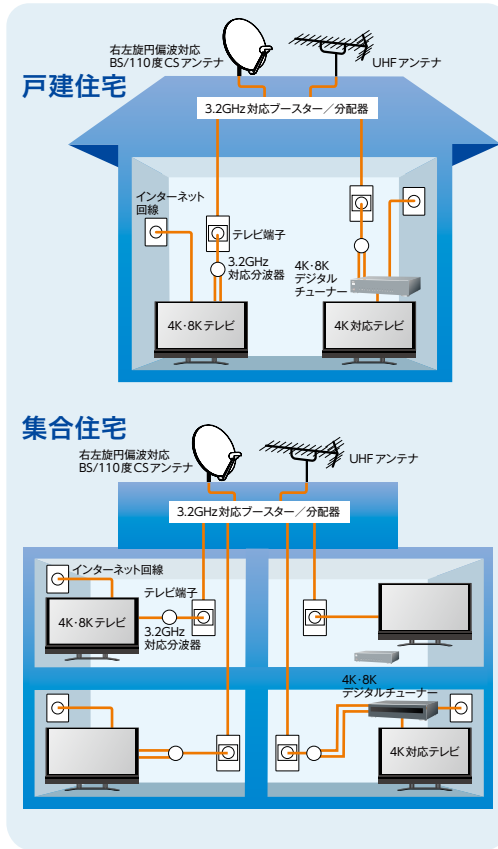 右左旋円偏波対応
BS/110度CSアンテナ
UHFアンテナ
戸建住宅
3.2GHz対応ブースター／分配器
インターネット
回線
テレビ端子
3.2GHz
対応分波器
4K・8K
デジタル
チューナー
4K・8Kテレビ
4K対応テレビ
集合住宅
右左旋円偏波対応
BS/110度CSアンテナ
UHFアンテナ
3.2GHz対応ブースター／分配器
インターネット回線
テレビ端子
4K・8Kテレビ
3.2GHz
対応分波器
4K・8K
デジタルチューナー
4K対応テレビ